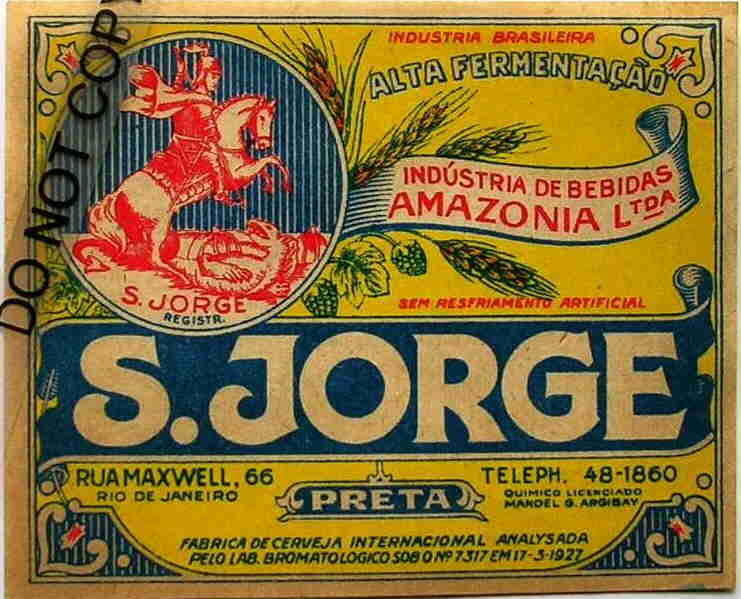 DO NOT COPY
INDUSTRIA BRASILEIRA
ALTA FERMENTAÇÃO
INDÚSTRIA DE BEBIDAS
AMAZONIA LTDA
S. JORGE
REGISTR.
SEM RESFRIAMENTO ARTIFICIAL
S. JORGE
RUA MAXWELL, 66
RIO DE JANEIRO
PRETA
TELEPH. 48-1860
QUIMICO LICENCIADO
MANOEL G. ARGIBAY
FABRICA DE CERVEJA INTERNACIONAL ANALYSADA
PELO LAB. BROMATOLOGICO SOB O Nº 7317 EM 17-3-1927